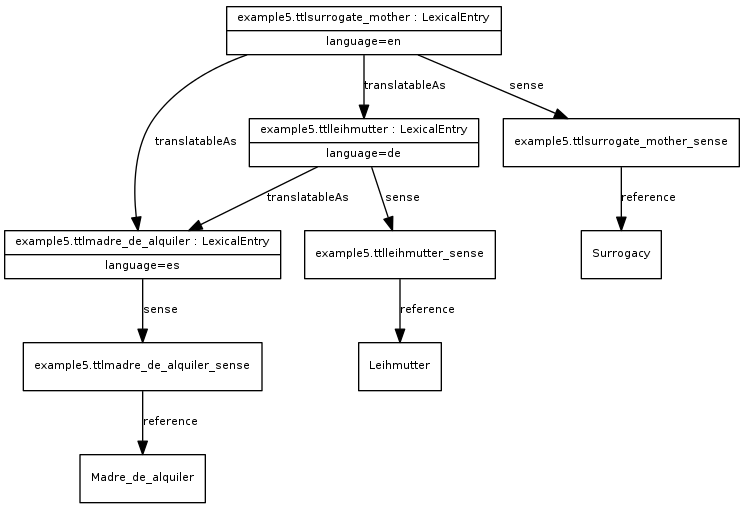 example5.ttlsurrogate_mother : LexicalEntry
language=en
translatableAs
sense
translatableAs
example5.ttlleihmutter : LexicalEntry
language=de
example5.ttlsurrogate_mother_sense
translatableAs
sense
reference
example5.ttlmadre_de_alquiler : LexicalEntry
language=es
example5.ttlleihmutter_sense
Surrogacy
sense
reference
example5.ttlmadre_de_alquiler_sense
Leihmutter
reference
Madre_de_alquiler